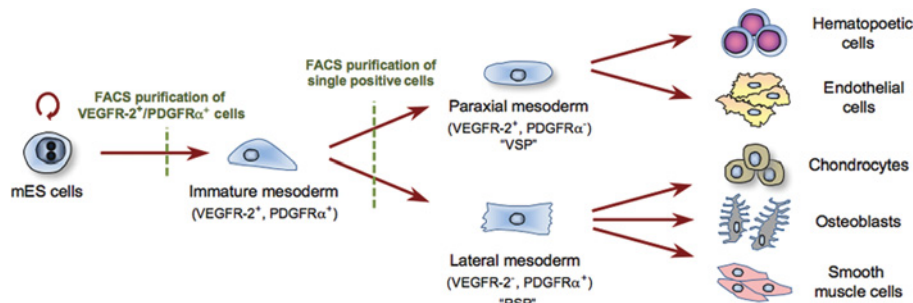 Hematopoetic
cells
FACS purification of
single positive cells
FACS purification of
VEGFR-2⁺/PDGFRα⁺ cells
Endothelial
cells
Paraxial mesoderm
(VEGFR-2⁺, PDGFRα⁻)
"VSP"
mES cells
Immature mesoderm
(VEGFR-2⁺, PDGFRα⁺)
Chondrocytes
Osteoblasts
Lateral mesoderm
(VEGFR-2⁻, PDGFRα⁺)
"PSP"
Smooth
muscle cells